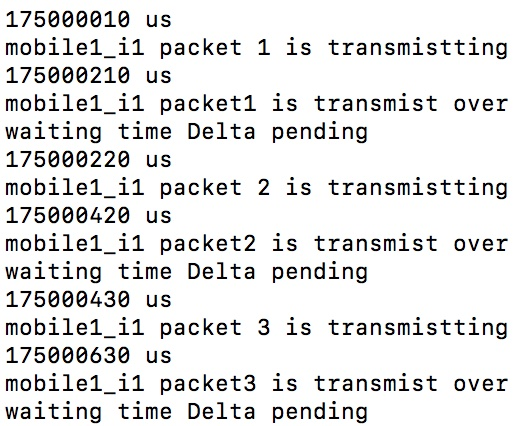 175000010 us
mobile1_i1 packet 1 is transmistting
175000210 us
mobile1_i1 packet1 is transmist over
waiting time Delta pending
175000220 us
mobile1_i1 packet 2 is transmistting
175000420 us
mobile1_i1 packet2 is transmist over
waiting time Delta pending
175000430 us
mobile1_i1 packet 3 is transmistting
175000630 us
mobile1_i1 packet3 is transmist over
waiting time Delta pending